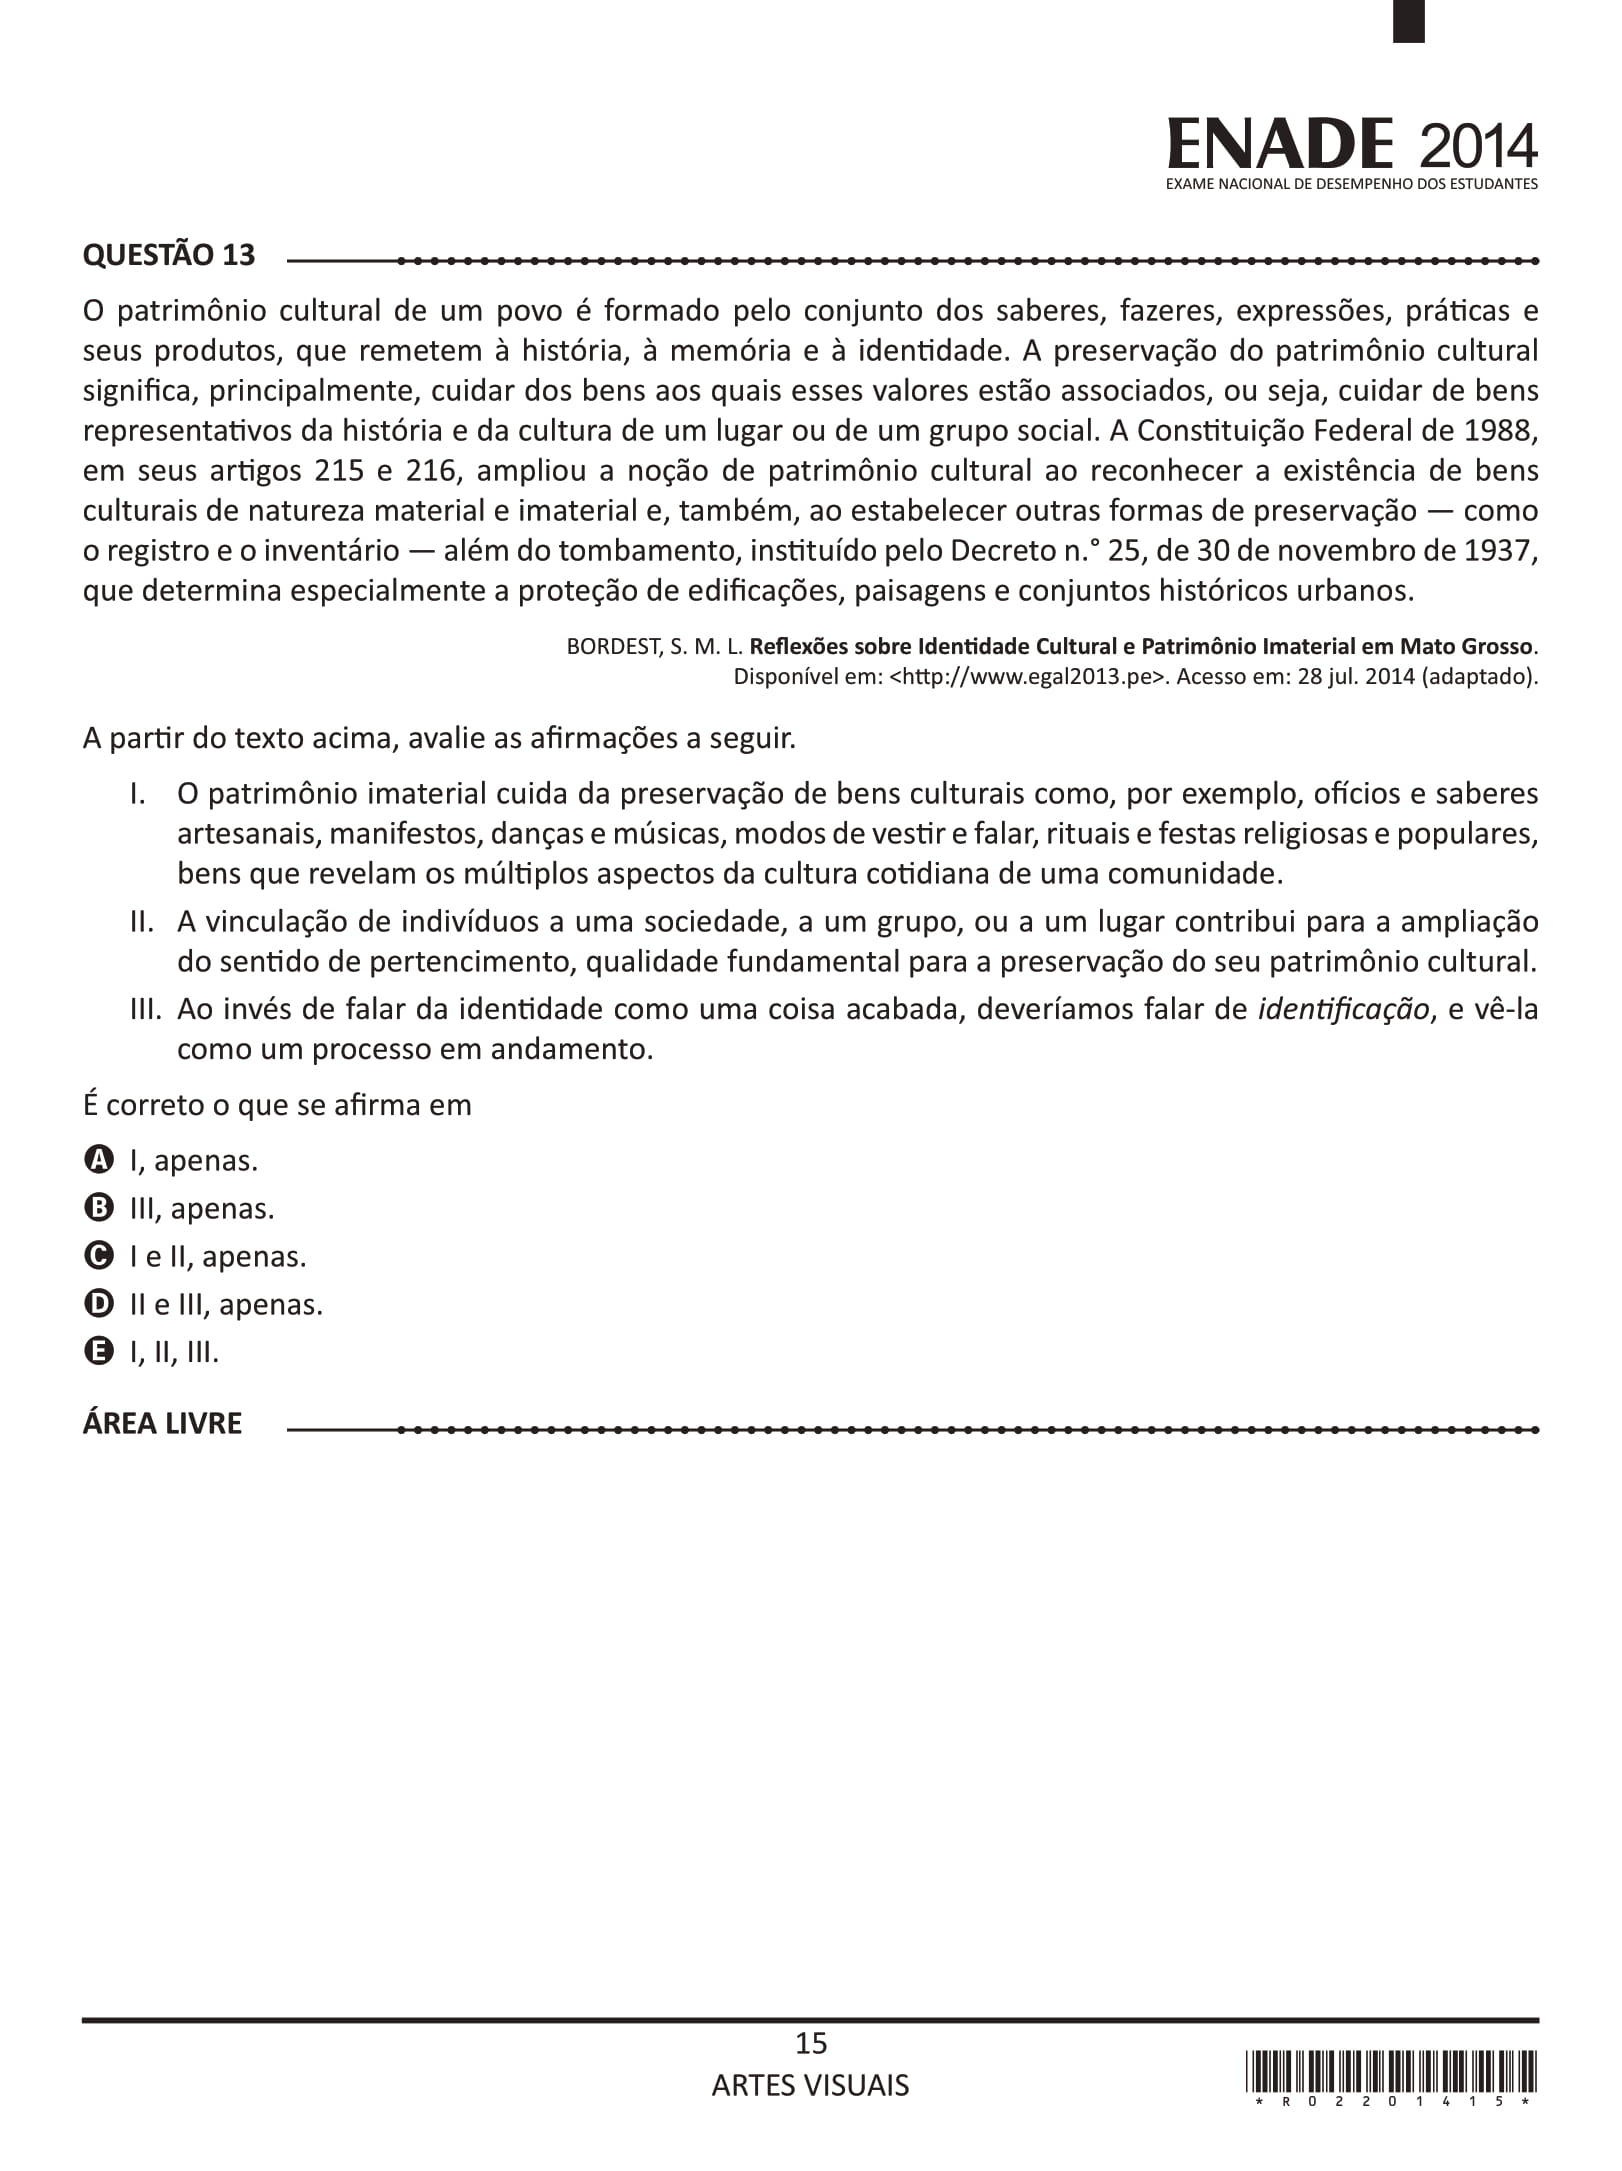 ENADE 2014
EXAME NACIONAL DE DESEMPENHO DOS ESTUDANTES
QUESTÃO 13
O patrimônio cultural de um povo é formado pelo conjunto dos saberes, fazeres, expressões, práticas e
seus produtos, que remetem à história, à memória e à identidade. A preservação do patrimônio cultural
significa, principalmente, cuidar dos bens aos quais esses valores estão associados, ou seja, cuidar de bens
representativos da história e da cultura de um lugar ou de um grupo social. A Constituição Federal de 1988,
em seus artigos 215 e 216, ampliou a noção de patrimônio cultural ao reconhecer a existência de bens
culturais de natureza material e imaterial e, também, ao estabelecer outras formas de preservação — como
o registro e o inventário — além do tombamento, instituído pelo Decreto n.° 25, de 30 de novembro de 1937,
que determina especialmente a proteção de edificações, paisagens e conjuntos históricos urbanos.
BORDEST, S. M. L. Reflexões sobre Identidade Cultural e Patrimônio Imaterial em Mato Grosso.
Disponível em: <http://www.egal2013.pe>. Acesso em: 28 jul. 2014 (adaptado).
A partir do texto acima, avalie as afirmações a seguir.
I. O patrimônio imaterial cuida da preservação de bens culturais como, por exemplo, ofícios e saberes
artesanais, manifestos, danças e músicas, modos de vestir e falar, rituais e festas religiosas e populares,
bens que revelam os múltiplos aspectos da cultura cotidiana de uma comunidade.
II. A vinculação de indivíduos a uma sociedade, a um grupo, ou a um lugar contribui para a ampliação
do sentido de pertencimento, qualidade fundamental para a preservação do seu patrimônio cultural.
III. Ao invés de falar da identidade como uma coisa acabada, deveríamos falar de identificação, e vê-la
como um processo em andamento.
É correto o que se afirma em
A I, apenas.
B III, apenas.
C I e II, apenas.
D II e III, apenas.
E I, II, III.
ÁREA LIVRE
15
ARTES VISUAIS
* R 0 2 2 0 1 4 1 5 *